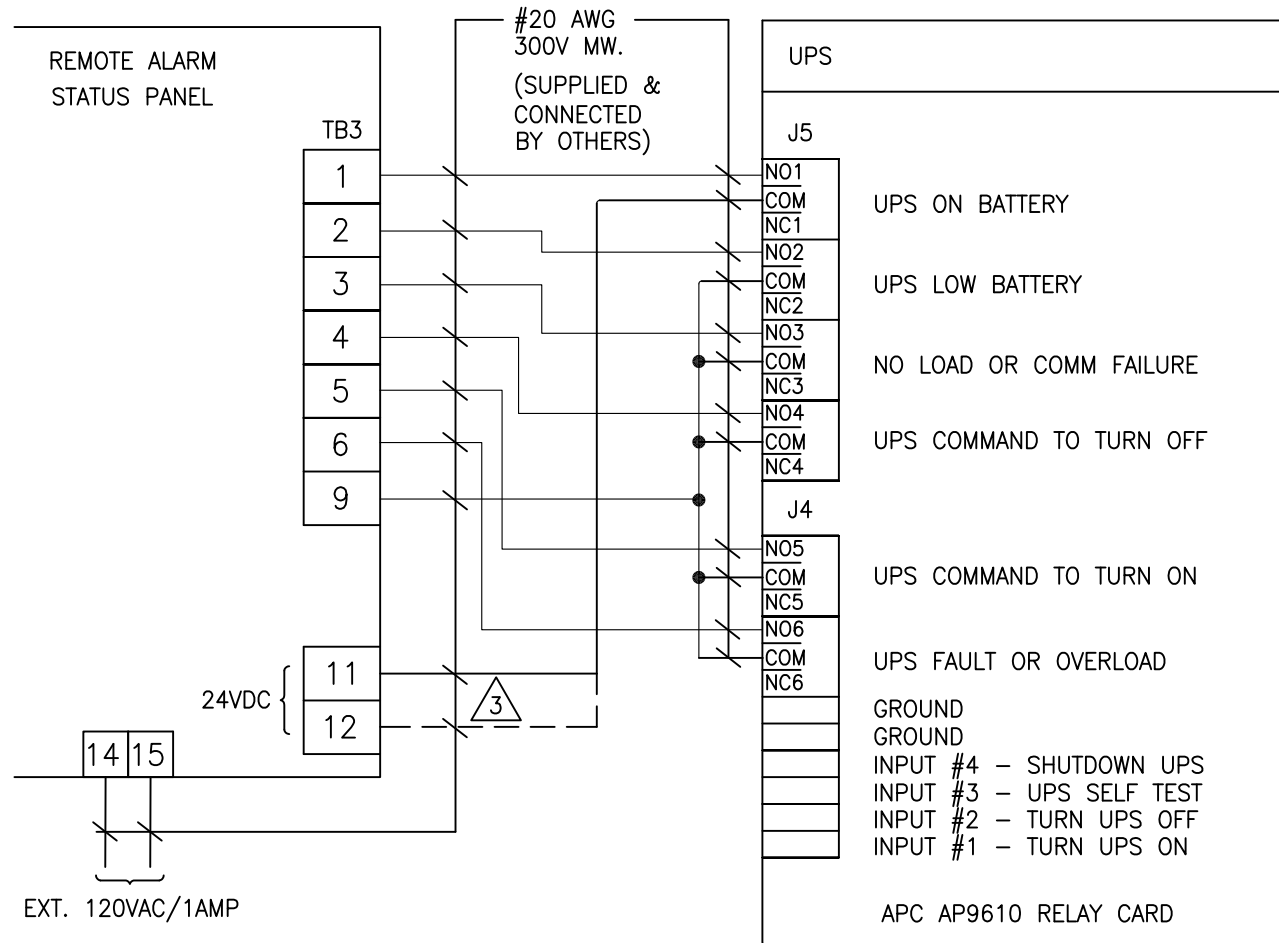 REMOTE ALARM
STATUS PANEL
TB3
1
2
3
4
5
6
9
24VDC
11
12
14 15
EXT. 120VAC/1AMP
#20 AWG
300V MW.
(SUPPLIED &
CONNECTED
BY OTHERS)
3
UPS
J5
NO1
COM
NC1
UPS ON BATTERY
NO2
COM
NC2
UPS LOW BATTERY
NO3
COM
NC3
NO LOAD OR COMM FAILURE
NO4
COM
NC4
UPS COMMAND TO TURN OFF
J4
NO5
COM
NC5
UPS COMMAND TO TURN ON
NO6
COM
NC6
UPS FAULT OR OVERLOAD
GROUND
GROUND
INPUT #4 – SHUTDOWN UPS
INPUT #3 – UPS SELF TEST
INPUT #2 – TURN UPS OFF
INPUT #1 – TURN UPS ON
APC AP9610 RELAY CARD